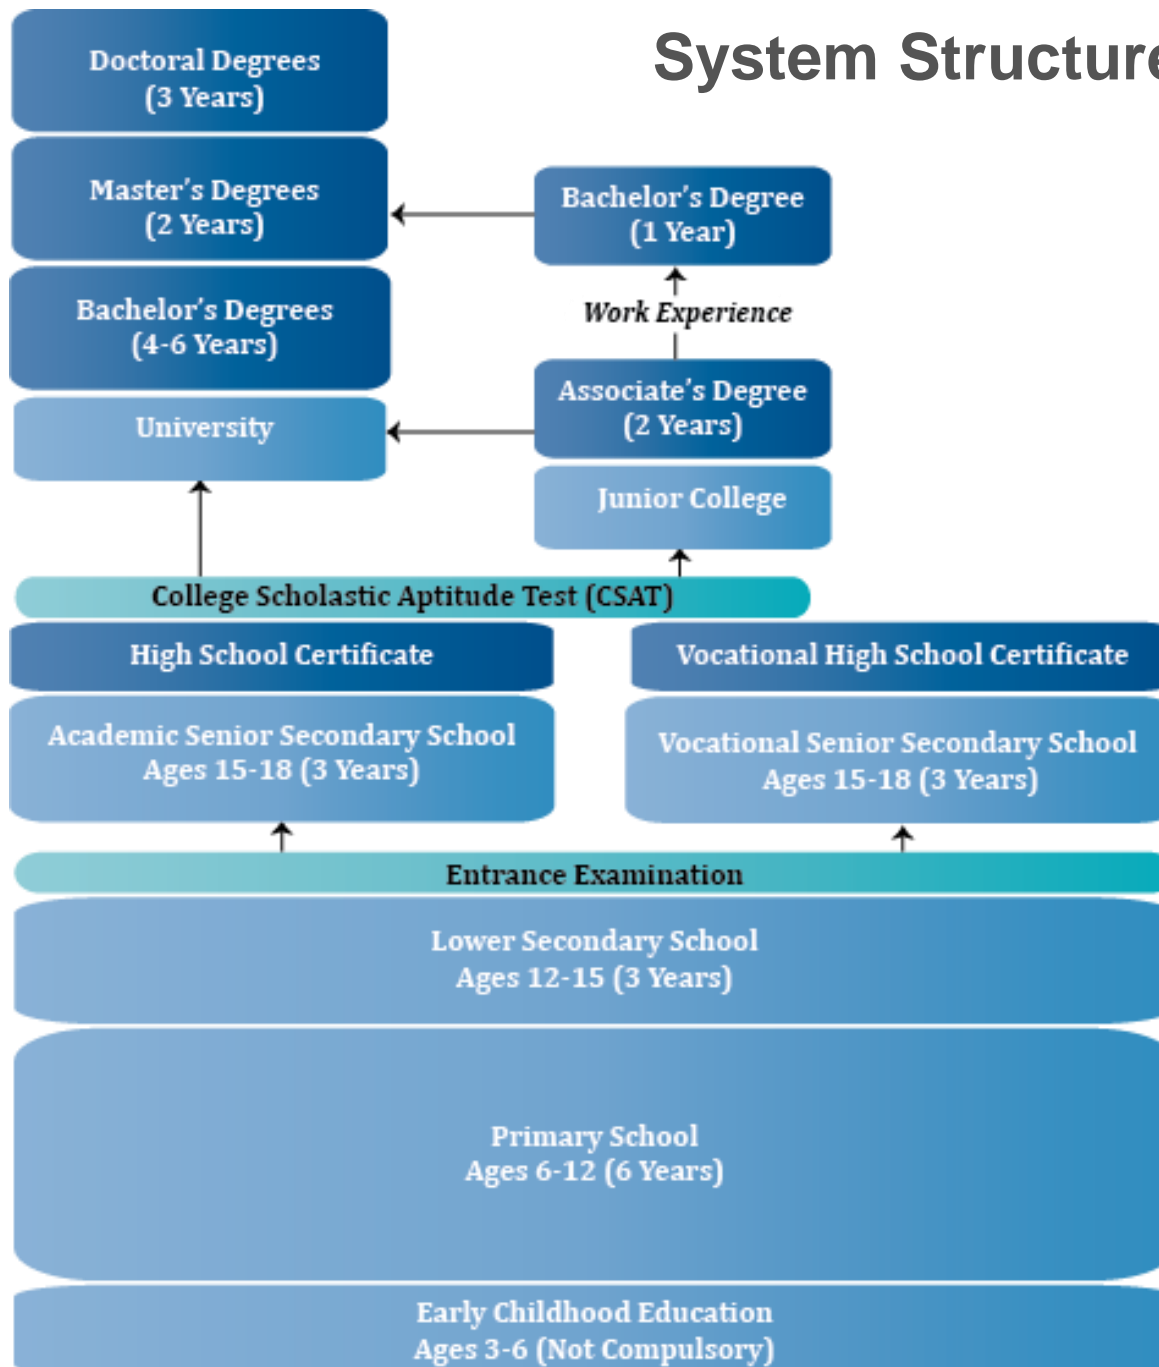 System Structure
Doctoral Degrees
(3 Years)
Master's Degrees
(2 Years)
Bachelor's Degree
(1 Year)
Bachelor's Degrees
(4-6 Years)
Work Experience
Associate's Degree
(2 Years)
University
Junior College
College Scholastic Aptitude Test (CSAT)
High School Certificate
Vocational High School Certificate
Academic Senior Secondary School
Ages 15-18 (3 Years)
Vocational Senior Secondary School
Ages 15-18 (3 Years)
Entrance Examination
Lower Secondary School
Ages 12-15 (3 Years)
Primary School
Ages 6-12 (6 Years)
Early Childhood Education
Ages 3-6 (Not Compulsory)